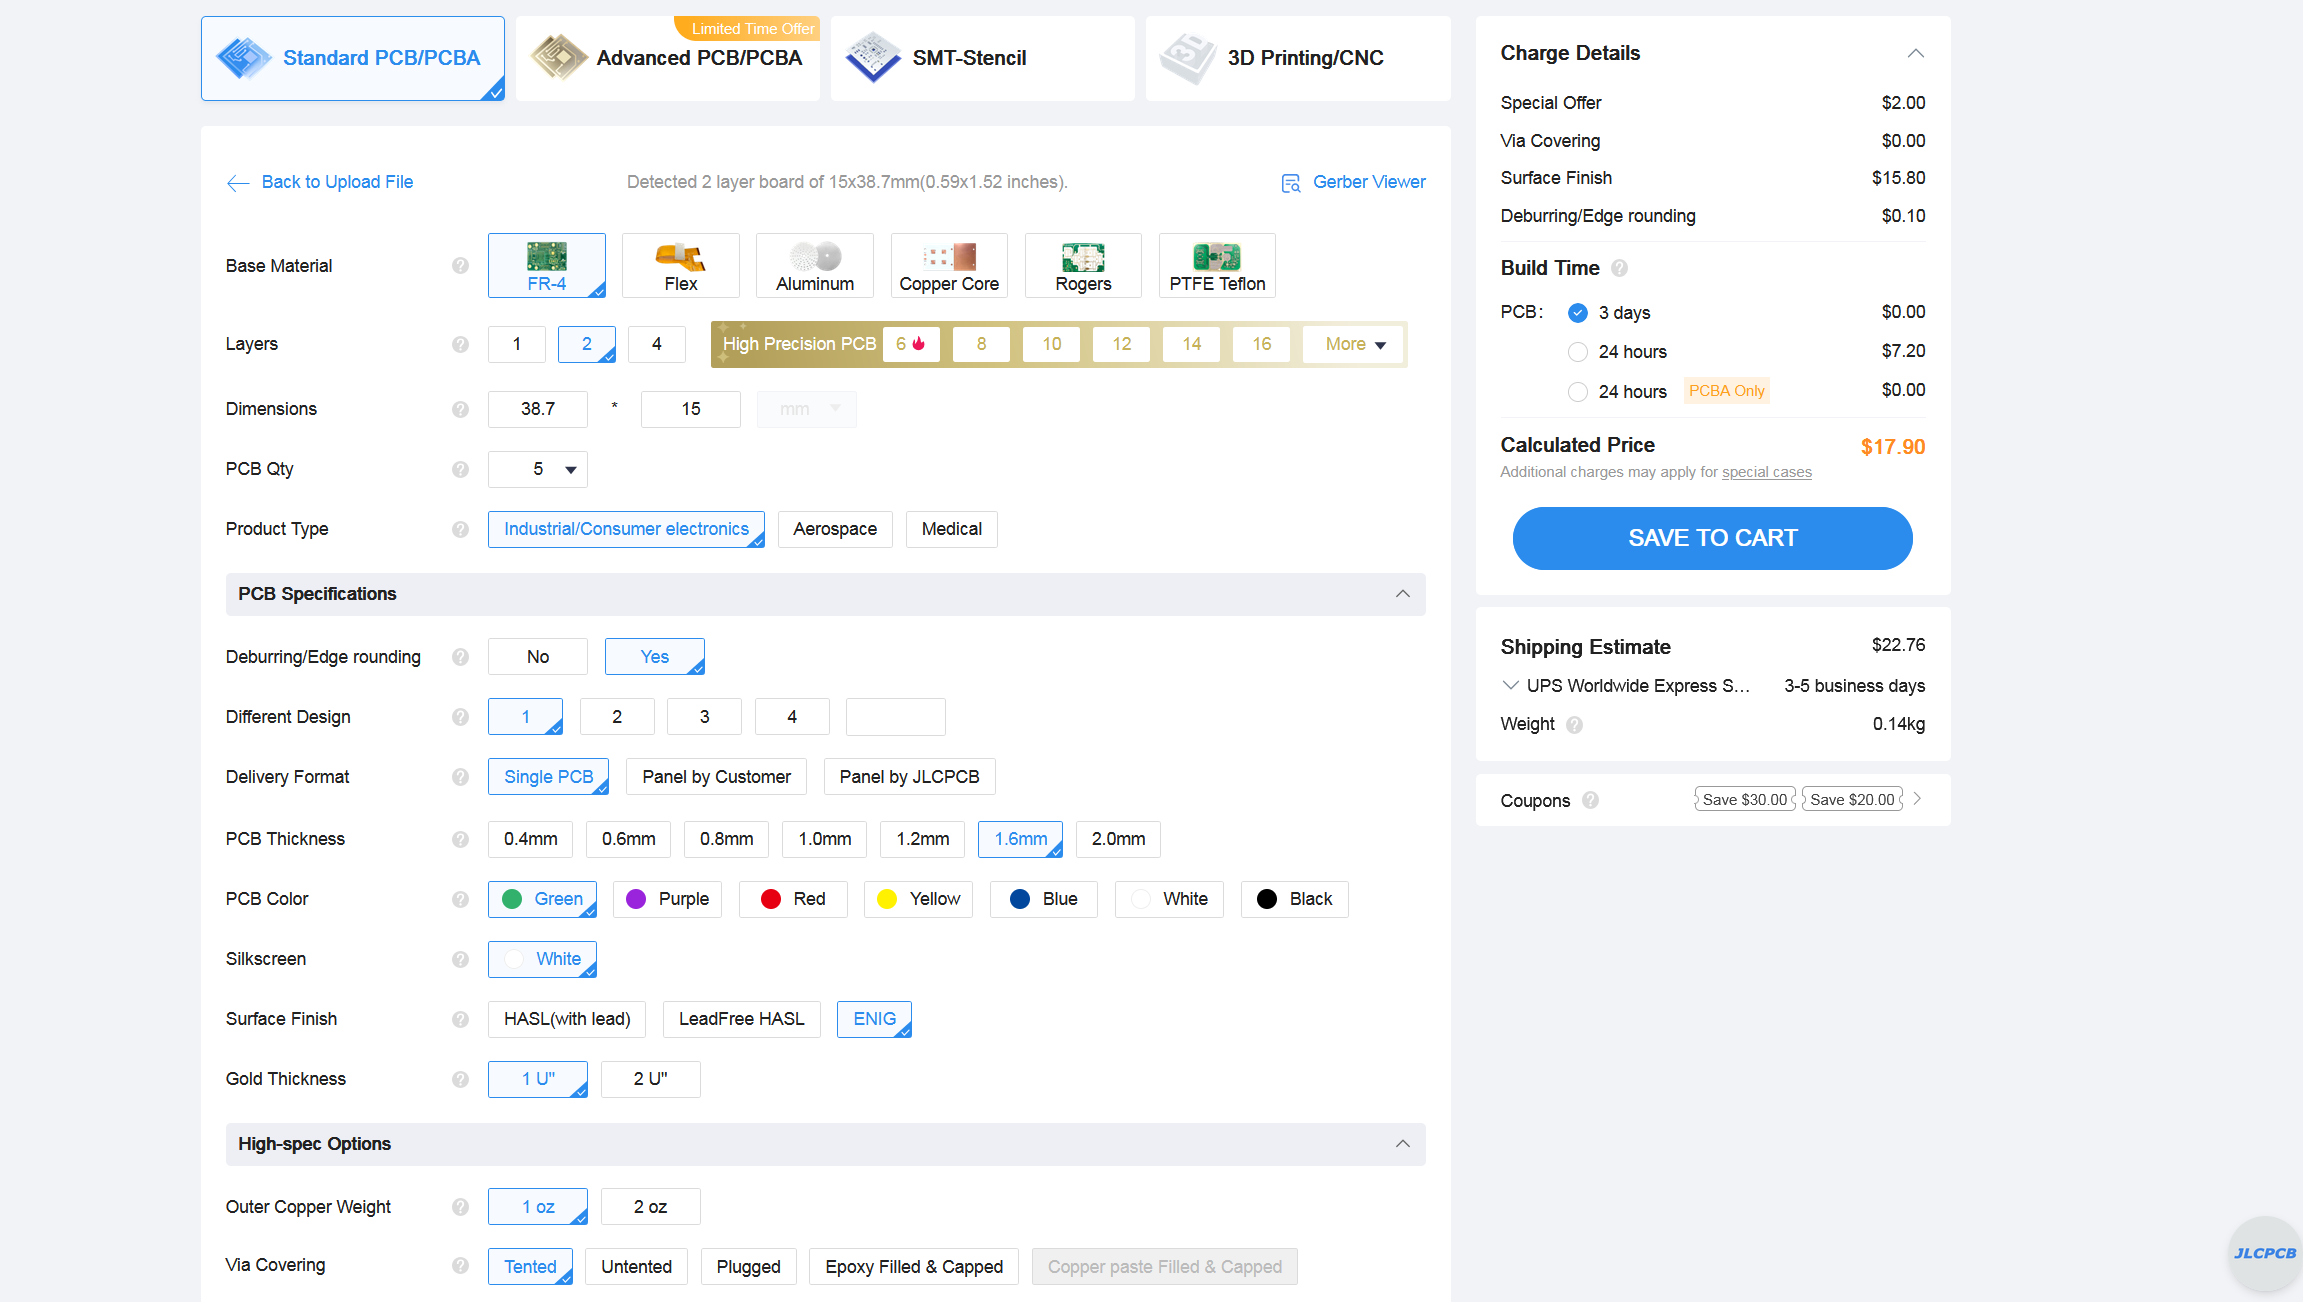 Standard PCB/PCBA
Limited Time Offer
Advanced PCB/PCBA
SMT-Stencil
3D Printing/CNC
Back to Upload File
Detected 2 layer board of 15x38.7mm(0.59x1.52 inches).
Gerber Viewer
Base Material
FR-4
Flex
Aluminum
Copper Core
Rogers
PTFE Teflon
Layers
1
2
4
High Precision PCB
6
8
10
12
14
16
More
Dimensions
38.7
*
15
mm
PCB Qty
5
Product Type
Industrial/Consumer electronics
Aerospace
Medical
PCB Specifications
Deburring/Edge rounding
No
Yes
Different Design
1
2
3
4
Delivery Format
Single PCB
Panel by Customer
Panel by JLCPCB
PCB Thickness
0.4mm
0.6mm
0.8mm
1.0mm
1.2mm
1.6mm
2.0mm
PCB Color
Green
Purple
Red
Yellow
Blue
White
Black
Silkscreen
White
Surface Finish
HASL(with lead)
LeadFree HASL
ENIG
Gold Thickness
1 U"
2 U"
High-spec Options
Outer Copper Weight
1 oz
2 oz
Via Covering
Tented
Untented
Plugged
Epoxy Filled & Capped
Copper paste Filled & Capped
Charge Details
Special Offer $2.00
Via Covering $0.00
Surface Finish $15.80
Deburring/Edge rounding $0.10
Build Time
PCB: 3 days $0.00
24 hours $7.20
24 hours PCBA Only $0.00
Calculated Price $17.90
Additional charges may apply for special cases
SAVE TO CART
Shipping Estimate $22.76
UPS Worldwide Express S... 3-5 business days
Weight 0.14kg
Coupons Save $30.00 Save $20.00
JLCPCB